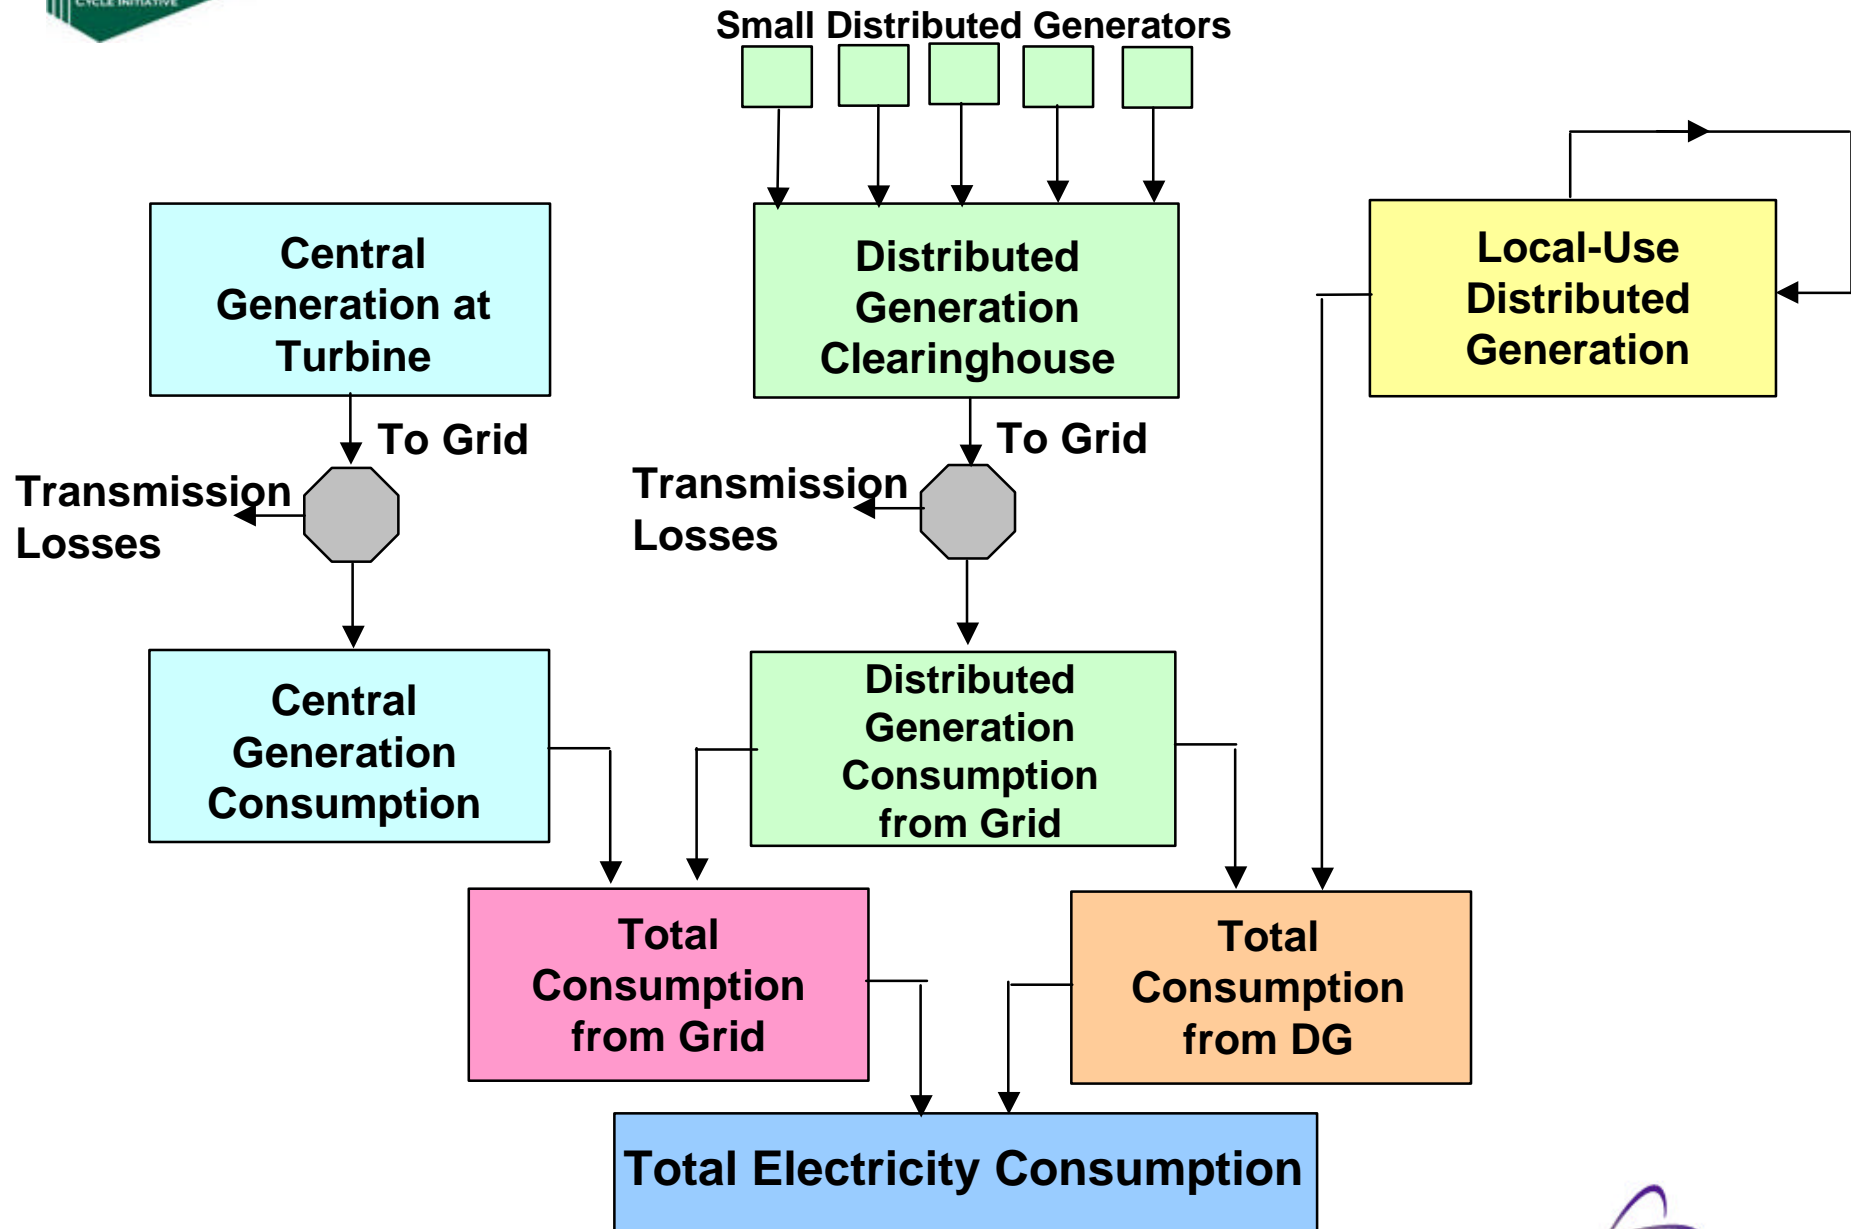 CYCLE INITIATIVE
Small Distributed Generators
Central
Generation at
Turbine
Distributed
Generation
Clearinghouse
Local-Use
Distributed
Generation
To Grid
To Grid
Transmission
Losses
Transmission
Losses
Central
Generation
Consumption
Distributed
Generation
Consumption
from Grid
Total
Consumption
from Grid
Total
Consumption
from DG
Total Electricity Consumption